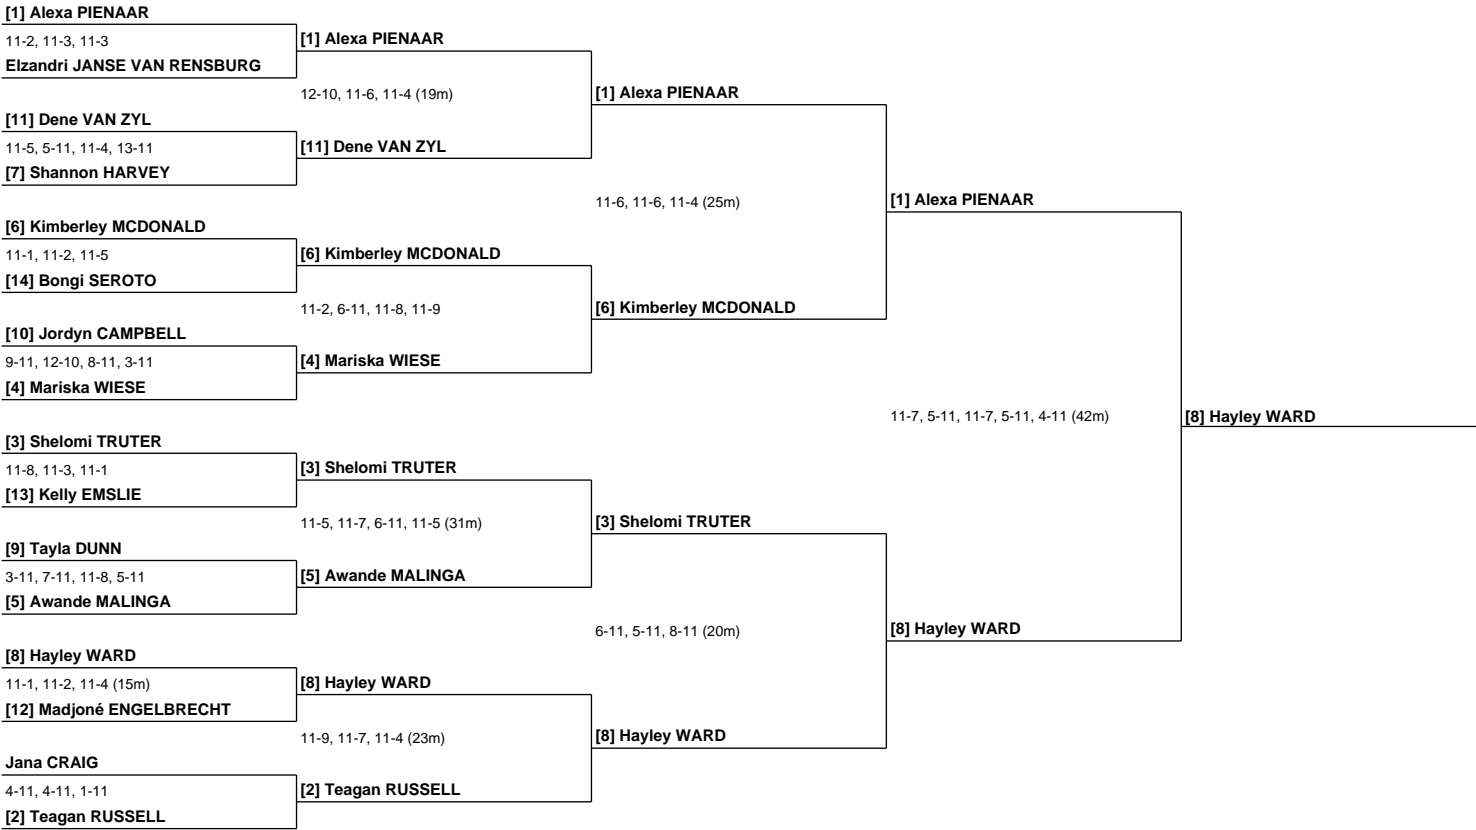 [1] Alexa PIENAAR
11-2, 11-3, 11-3
Elzandri JANSE VAN RENSBURG
[11] Dene VAN ZYL
11-5, 5-11, 11-4, 13-11
[7] Shannon HARVEY
[6] Kimberley MCDONALD
11-1, 11-2, 11-5
[14] Bongi SEROTO
[10] Jordyn CAMPBELL
9-11, 12-10, 8-11, 3-11
[4] Mariska WIESE
[3] Shelomi TRUTER
11-8, 11-3, 11-1
[13] Kelly EMSLIE
[9] Tayla DUNN
3-11, 7-11, 11-8, 5-11
[5] Awande MALINGA
[8] Hayley WARD
11-1, 11-2, 11-4 (15m)
[12] Madjoné ENGELBRECHT
Jana CRAIG
4-11, 4-11, 1-11
[2] Teagan RUSSELL
[1] Alexa PIENAAR
12-10, 11-6, 11-4 (19m)
[11] Dene VAN ZYL
[6] Kimberley MCDONALD
11-2, 6-11, 11-8, 11-9
[4] Mariska WIESE
[3] Shelomi TRUTER
11-5, 11-7, 6-11, 11-5 (31m)
[5] Awande MALINGA
[8] Hayley WARD
11-9, 11-7, 11-4 (23m)
[2] Teagan RUSSELL
[1] Alexa PIENAAR
11-6, 11-6, 11-4 (25m)
[6] Kimberley MCDONALD
[3] Shelomi TRUTER
6-11, 5-11, 8-11 (20m)
[8] Hayley WARD
[1] Alexa PIENAAR
11-7, 5-11, 11-7, 5-11, 4-11 (42m)
[8] Hayley WARD
[8] Hayley WARD